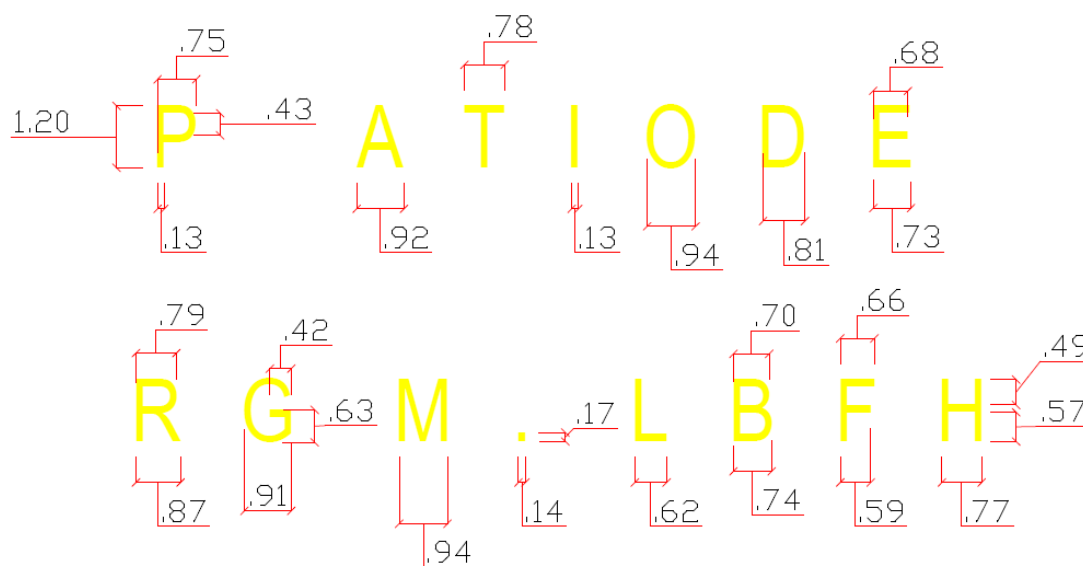 .75 .78 .68
1.20 P .43 A T I O D E
.13 .92 .13 .94 .81 .73
.79 .42 .70 .66 .49
R G .63 M . .17 L B F H .57
.87 .91 .94 .14 .62 .74 .59 .77